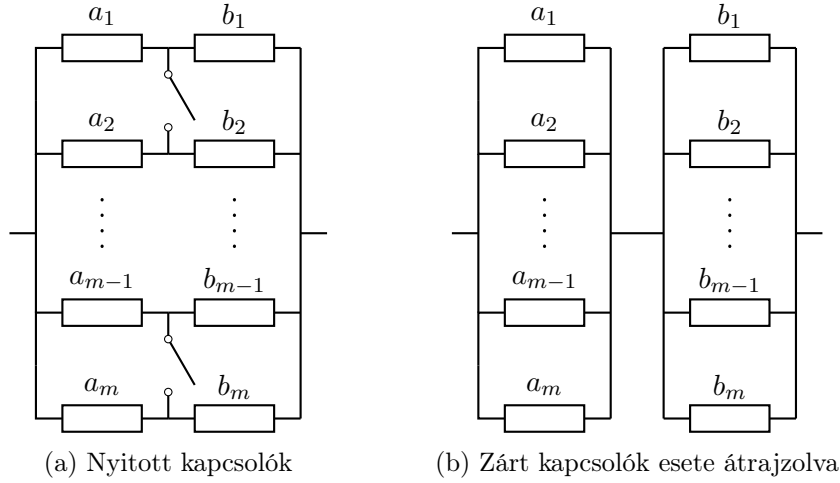 a₁ b₁ a₁ b₁
a₂ b₂ a₂ b₂
aₘ₋₁ bₘ₋₁ aₘ₋₁ bₘ₋₁
aₘ bₘ aₘ bₘ
(a) Nyitott kapcsolók
(b) Zárt kapcsolók esete átrajzolva